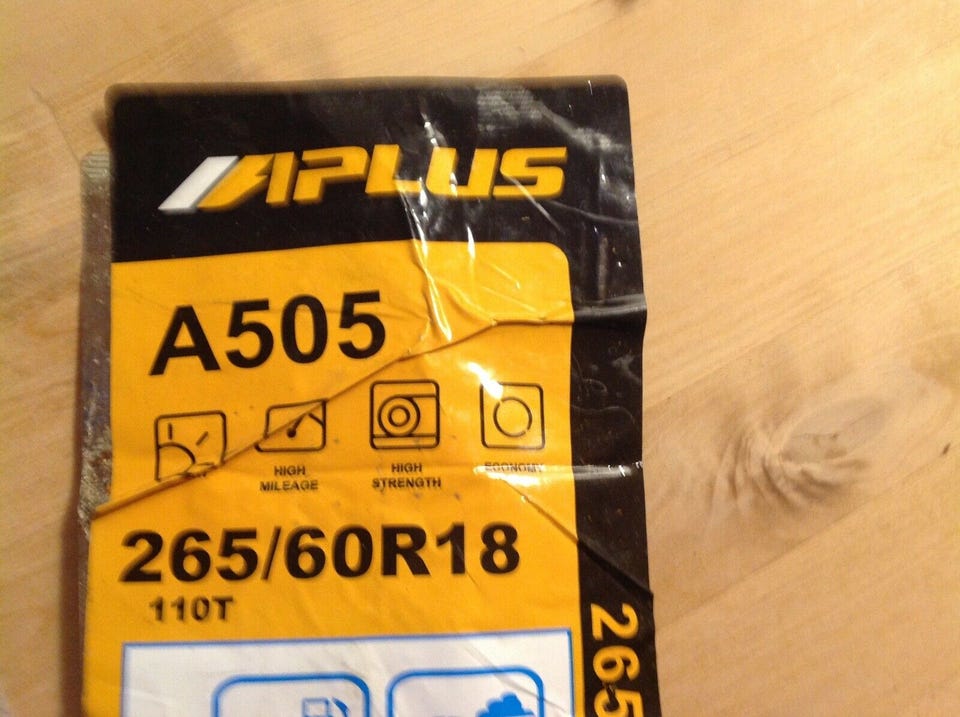 APLUS
A505
HIGH MILEAGE
HIGH STRENGTH
ECONOMY
265/60R18
110T
265